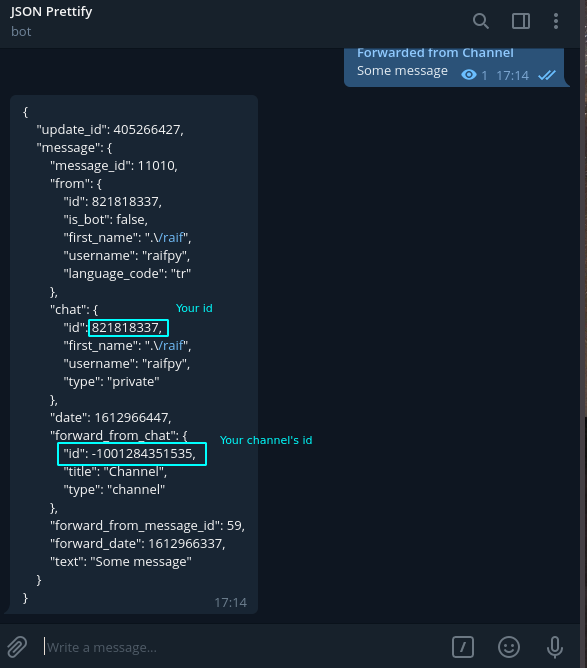 JSON Prettify
bot
Forwarded from Channel
Some message 1 17:14
{
"update_id": 405266427,
"message": {
"message_id": 11010,
"from": {
"id": 821818337,
"is_bot": false,
"first_name": ".\/raif",
"username": "raifpy",
"language_code": "tr"
},
"chat": {
Your id
"id": 821818337,
"first_name": ".\/raif",
"username": "raifpy",
"type": "private"
},
"date": 1612966447,
"forward_from_chat": {
Your channel's id
"id": -1001284351535,
"title": "Channel",
"type": "channel"
},
"forward_from_message_id": 59,
"forward_date": 1612966337,
"text": "Some message"
}
}
17:14
Write a message...